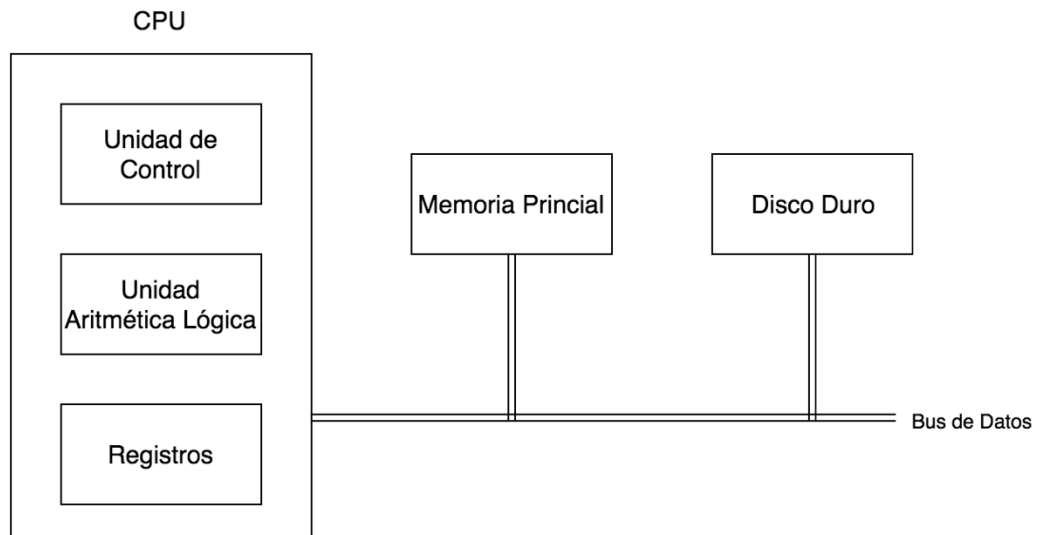 CPU
Unidad de
Control
Unidad
Aritmética Lógica
Registros
Memoria Princial
Disco Duro
Bus de Datos